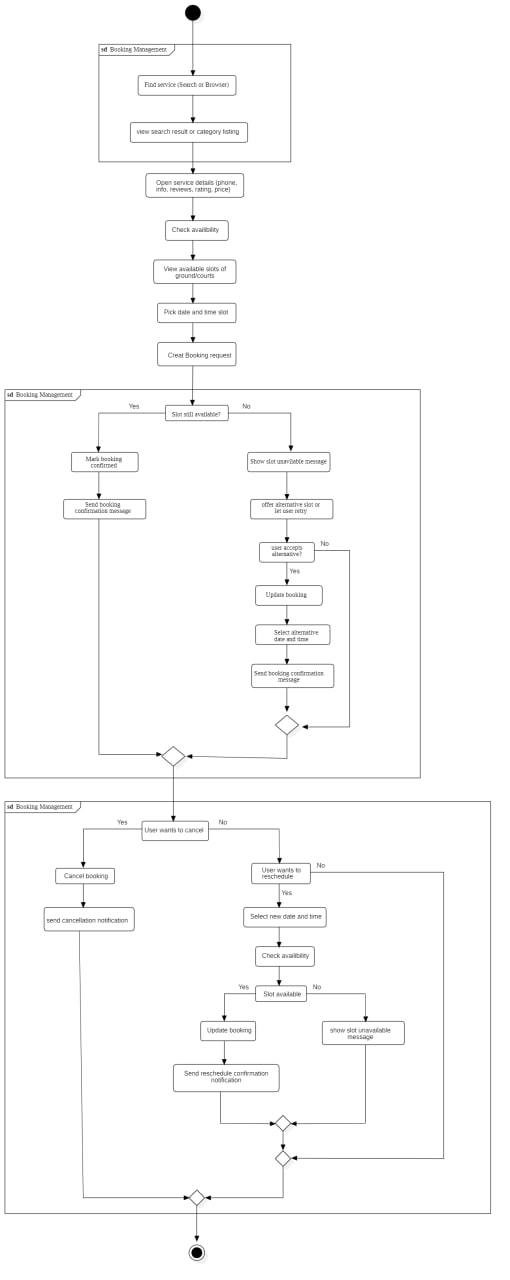 sd Booking Management
Find service (Search or Browser)
view search result or category listing
Open service details (phone,
info, reviews, rating, price)
Check availibility
View available slots of
ground/courts
Pick date and time slot
Creat Booking request
sd Booking Management
Slot still available?
Yes
No
Mark booking
confirmed
Show slot unavilable message
Send booking
confirmation message
offer alternative slot or
let user retry
user accepts
alternative?
No
Yes
Update booking
Select alternative
date and time
Send booking confirmation
message
sd Booking Management
User wants to cancel
Yes
No
Cancel booking
User wants to
reschedule
No
Yes
send cancellation notification
Select new date and time
Check availibility
Slot available
Yes
No
Update booking
show slot unavailable
message
Send reschedule confirmation
notification